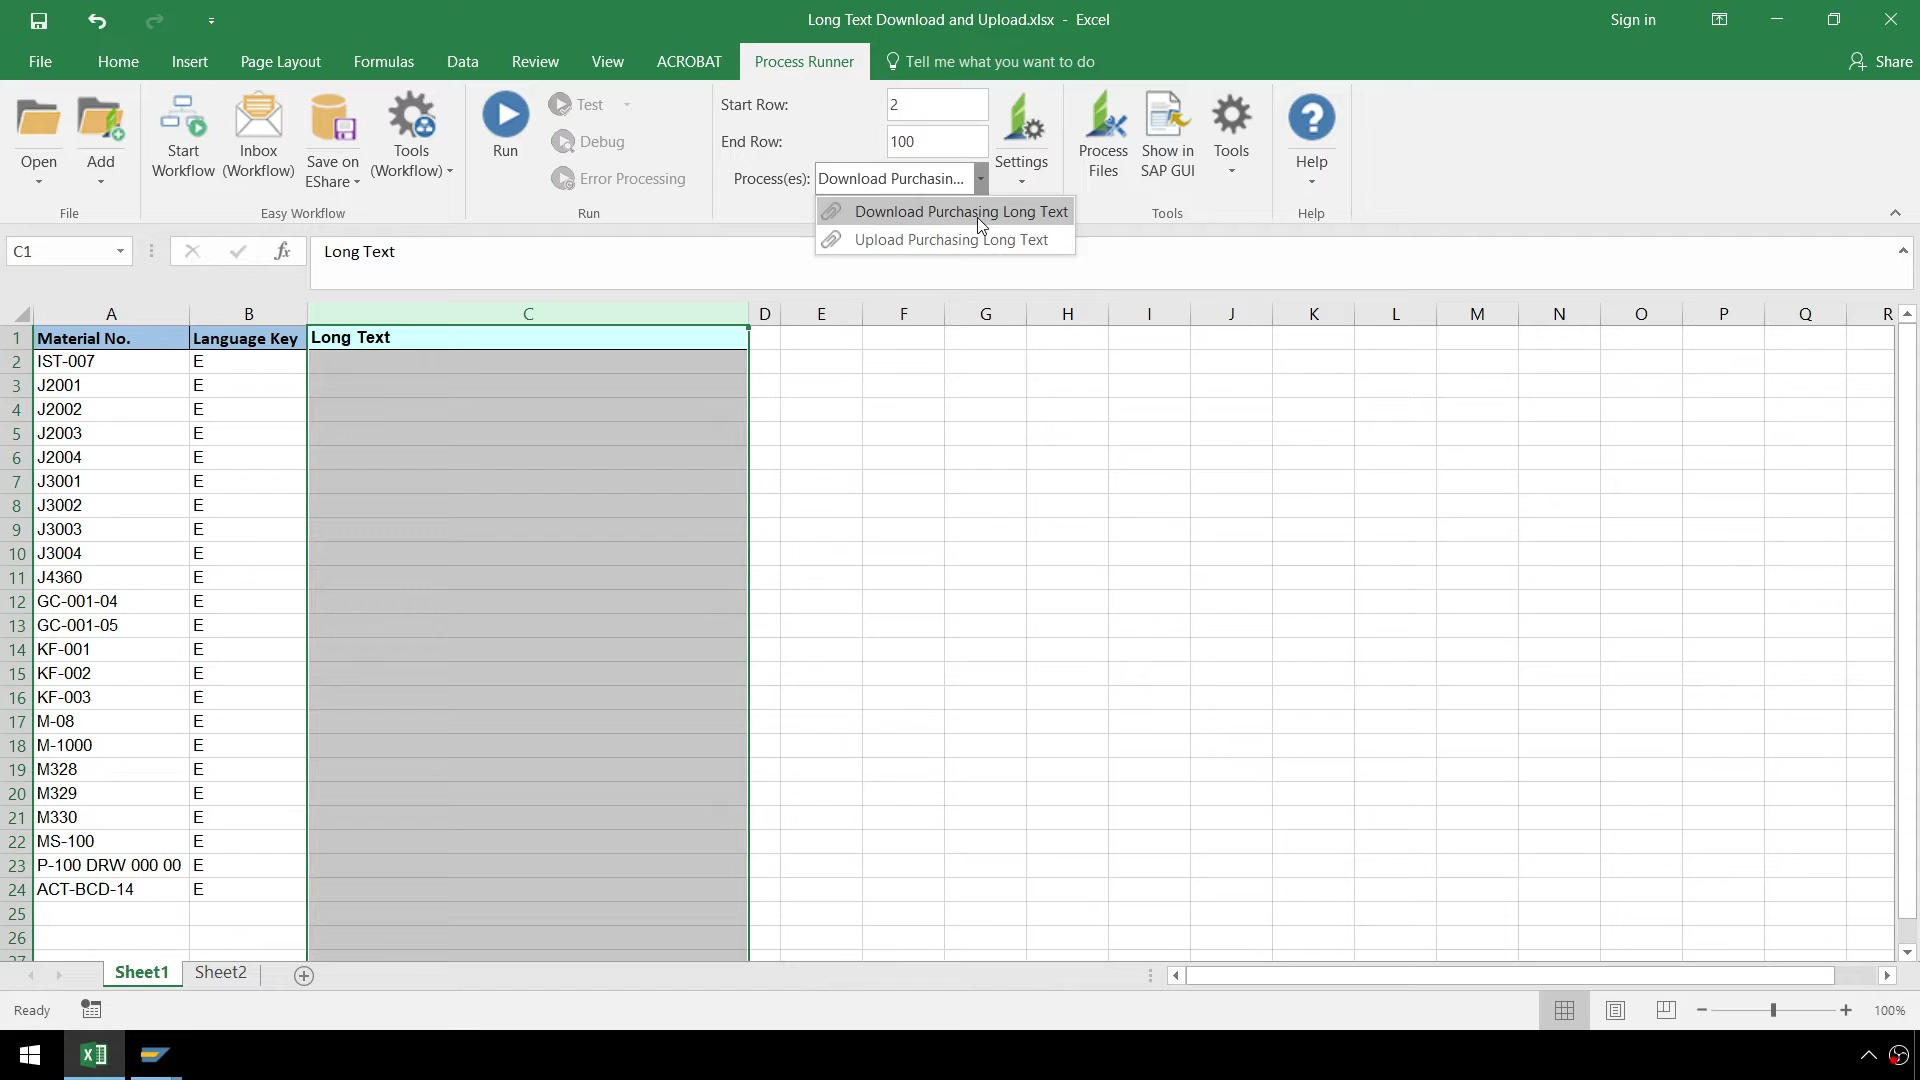 Long Text Download and Upload.xlsx - Excel
Sign in
File Home Insert Page Layout Formulas Data Review View ACROBAT Process Runner Tell me what you want to do Share
Open
Add
File
Start
Workflow
Inbox
(Workflow)
Save on
EShare
Tools
(Workflow)
Easy Workflow
Run
Test
Debug
Error Processing
Run
Start Row: 2
End Row: 100
Process(es): Download Purchasin...
Download Purchasing Long Text
Upload Purchasing Long Text
Settings
Process
Files
Show in
SAP GUI
Tools
Tools
Help
Help
C1 fx Long Text
A B C D E F G H I J K L M N O P Q R
1 Material No. Language Key Long Text
2 IST-007 E
3 J2001 E
4 J2002 E
5 J2003 E
6 J2004 E
7 J3001 E
8 J3002 E
9 J3003 E
10 J3004 E
11 J4360 E
12 GC-001-04 E
13 GC-001-05 E
14 KF-001 E
15 KF-002 E
16 KF-003 E
17 M-08 E
18 M-1000 E
19 M328 E
20 M329 E
21 M330 E
22 MS-100 E
23 P-100 DRW 000 00 E
24 ACT-BCD-14 E
25
26
27
Sheet1 Sheet2
Ready 100%